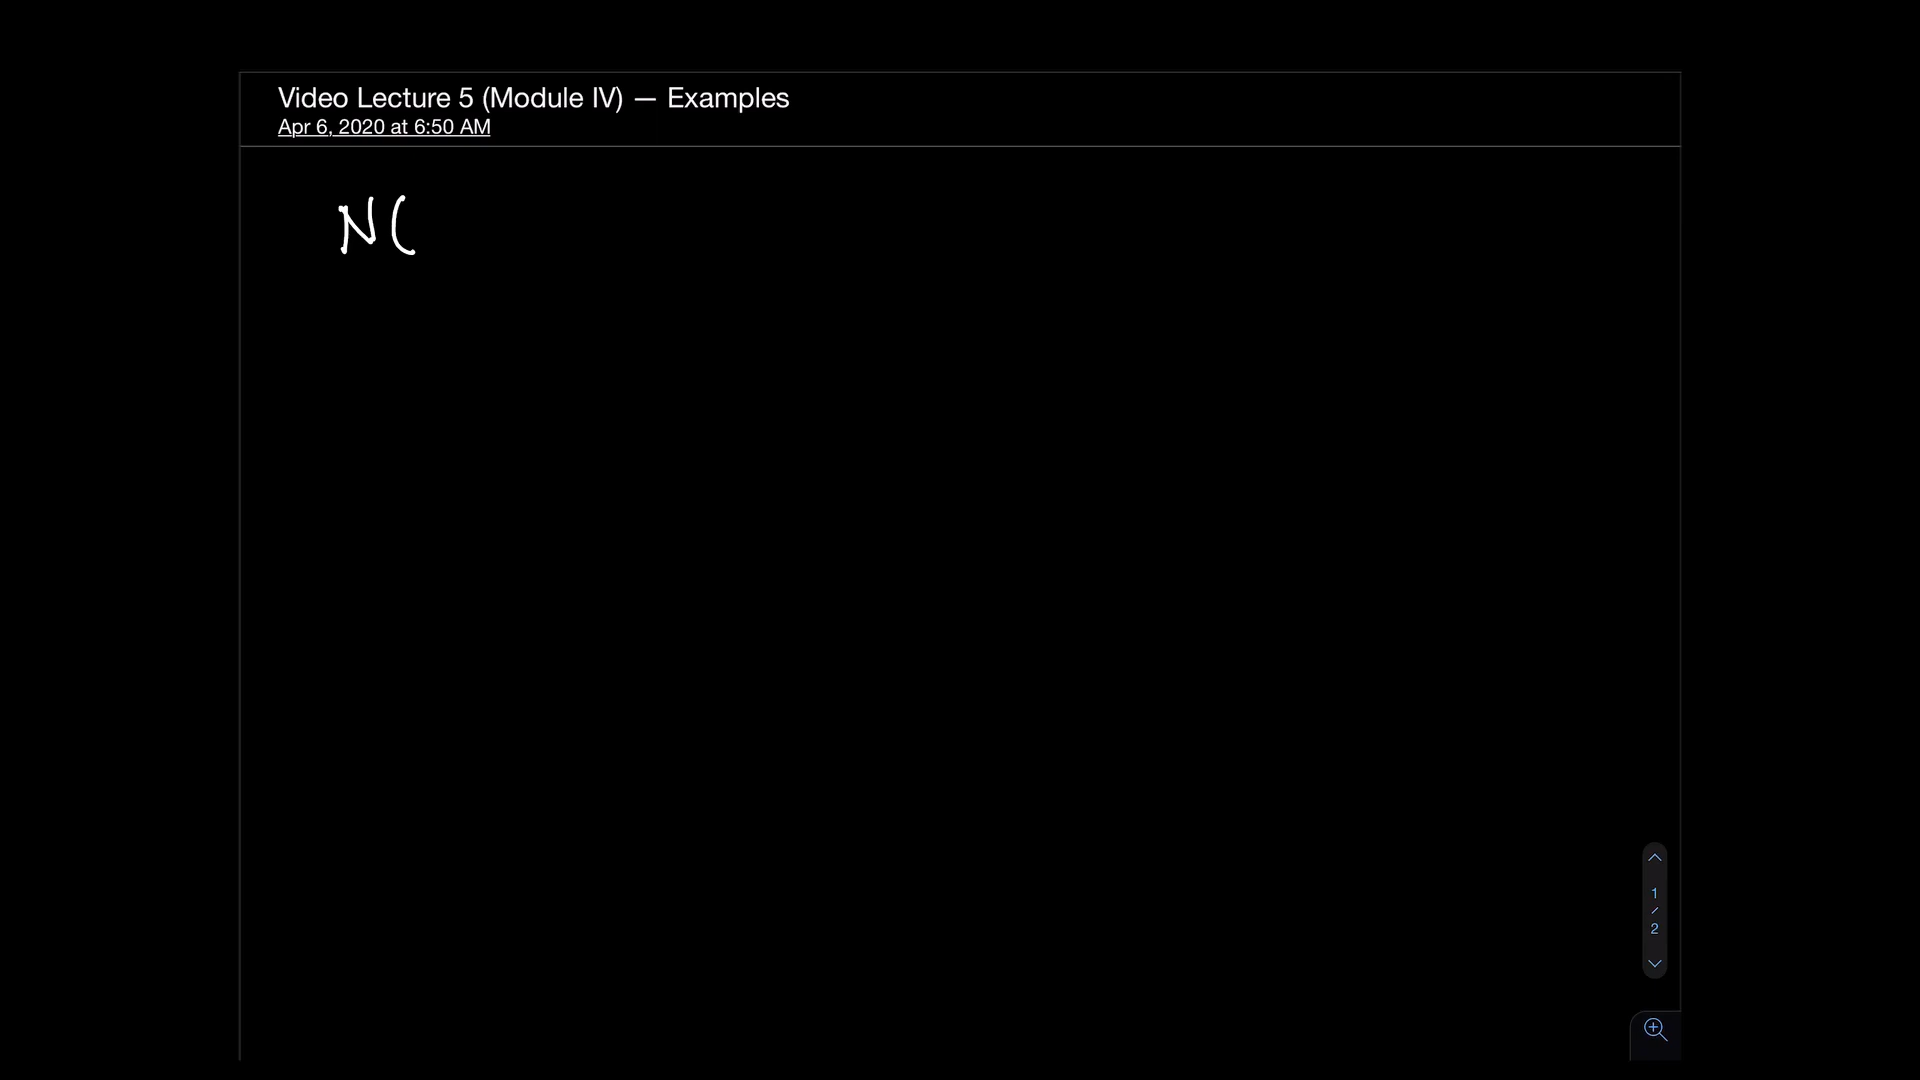 Video Lecture 5 (Module IV) — Examples
Apr 6, 2020 at 6:50 AM
N(
1
/
2